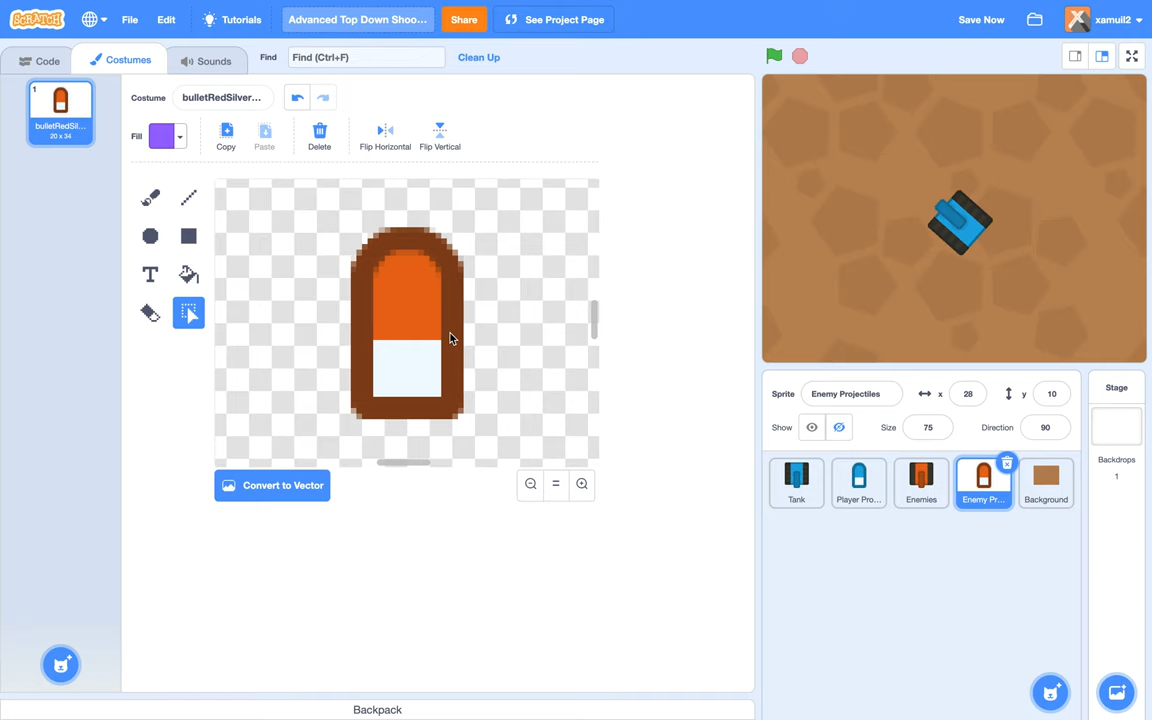 SCRATCH
File
Edit
Tutorials
Advanced Top Down Shoo...
Share
See Project Page
Save Now
xamuil2
Code
Costumes
Sounds
Find
Find (Ctrl+F)
Clean Up
1
bulletRedSil...
20 x 34
Costume
bulletRedSilver...
Fill
Copy
Paste
Delete
Flip Horizontal
Flip Vertical
T
Convert to Vector
Sprite
Enemy Projectiles
x
28
y
10
Show
Size
75
Direction
90
Tank
Player Pro...
Enemies
Enemy Pr...
Background
Stage
Backdrops
1
Backpack